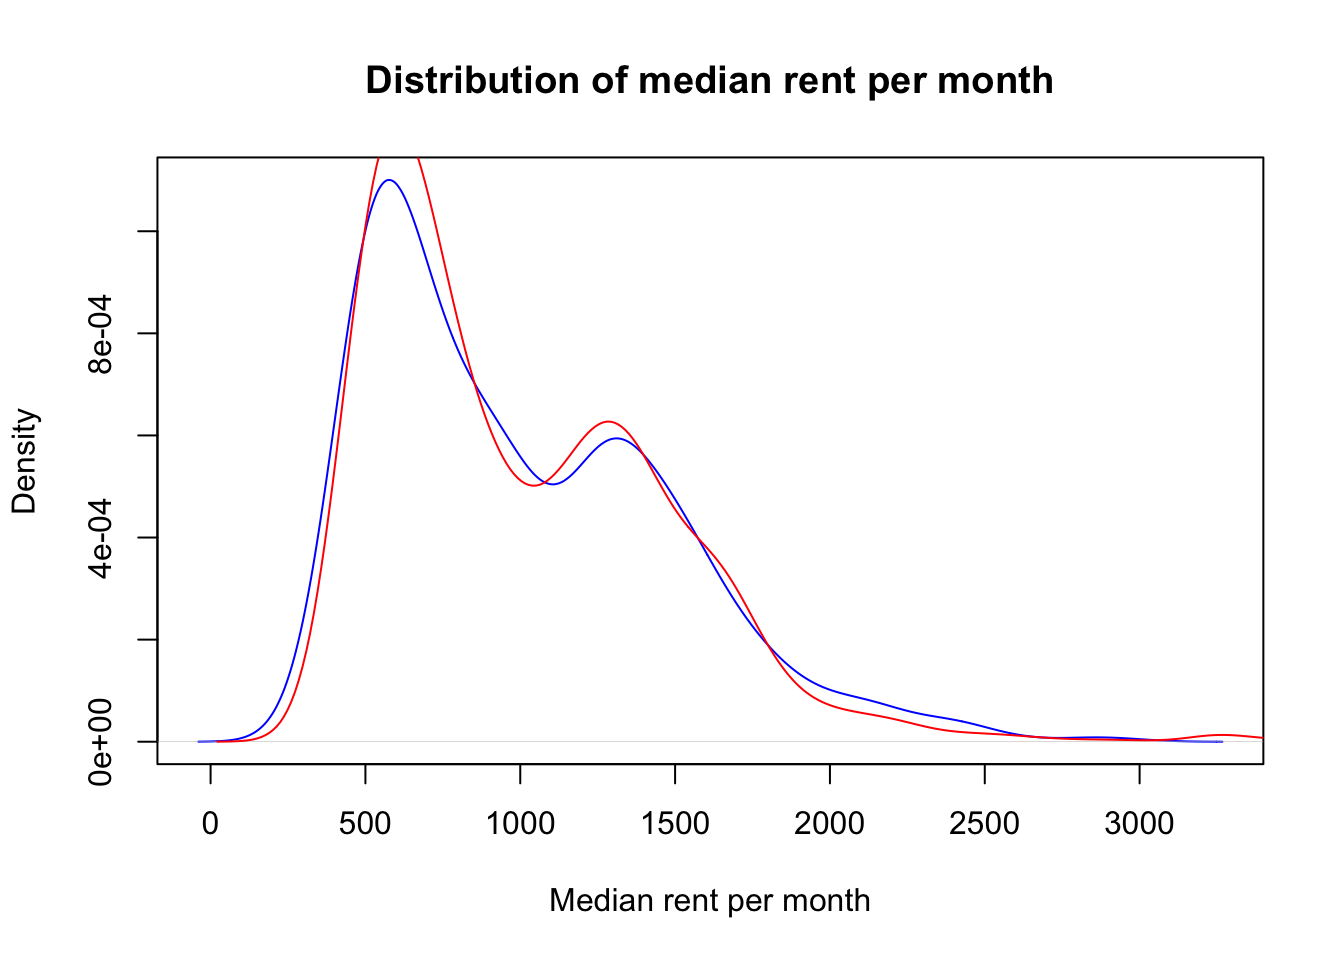 Distribution of median rent per month
Density
8e-04
4e-04
0e+00
0 500 1000 1500 2000 2500 3000
Median rent per month